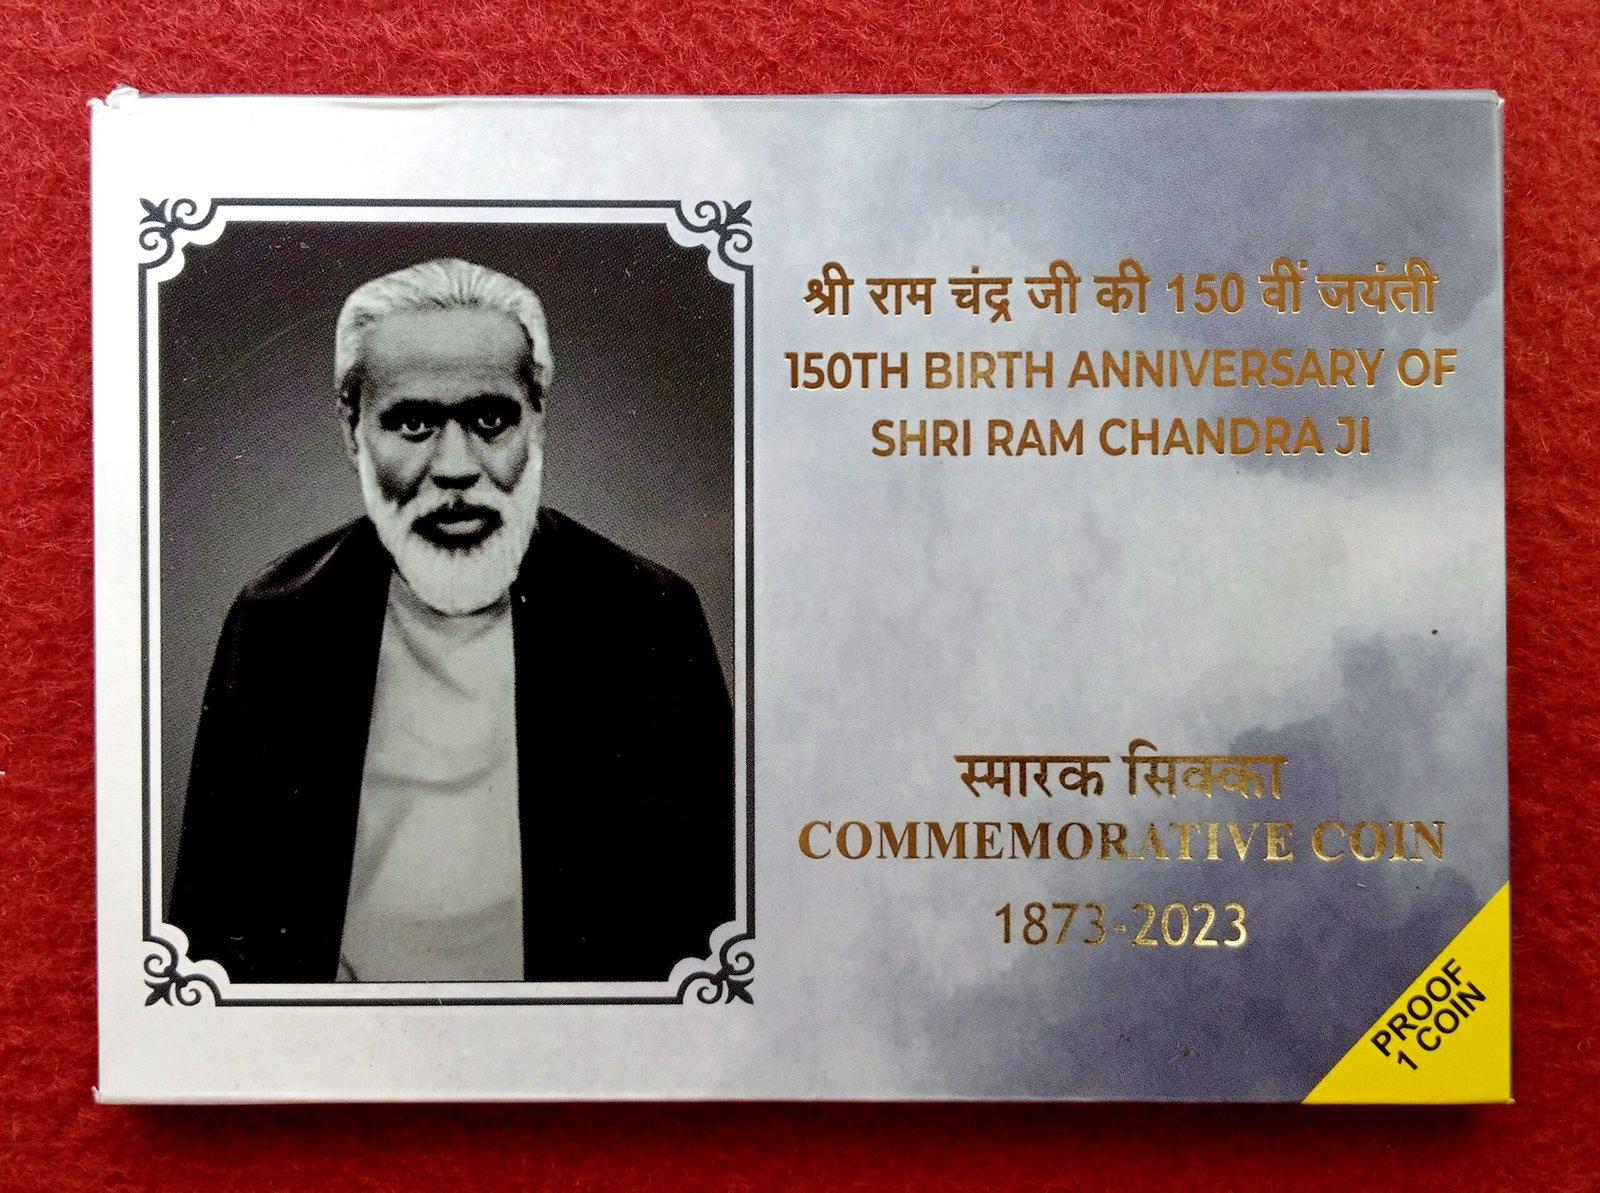 श्री राम चंद्र जी की 150 वीं जयंती
150TH BIRTH ANNIVERSARY OF
SHRI RAM CHANDRA JI
स्मारक सिक्का
COMMEMORATIVE COIN
1873-2023
PROOF
1 COIN